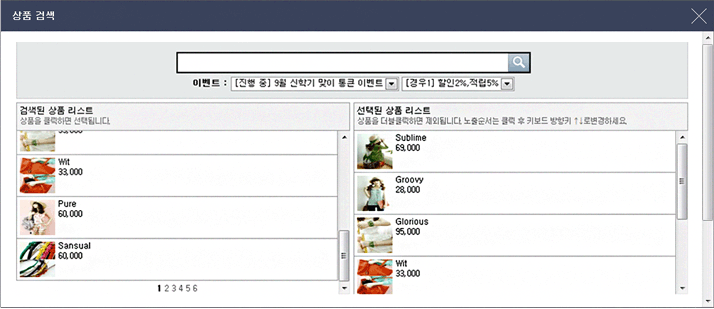 상품 검색
이벤트 : [진행 중] 9월 신학기 맞이 통큰 이벤트 [경우1] 할인2%,적립5%
검색된 상품 리스트
상품을 클릭하면 선택됩니다.
Wit
33,000
Pure
60,000
Sansual
60,000
1 2 3 4 5 6
선택된 상품 리스트
상품을 더블클릭하면 제외됩니다. 노출순서는 클릭 후 키보드 방향키 ↑↓로변경하세요.
Sublime
69,000
Groovy
28,000
Glorious
95,000
Wit
33,000